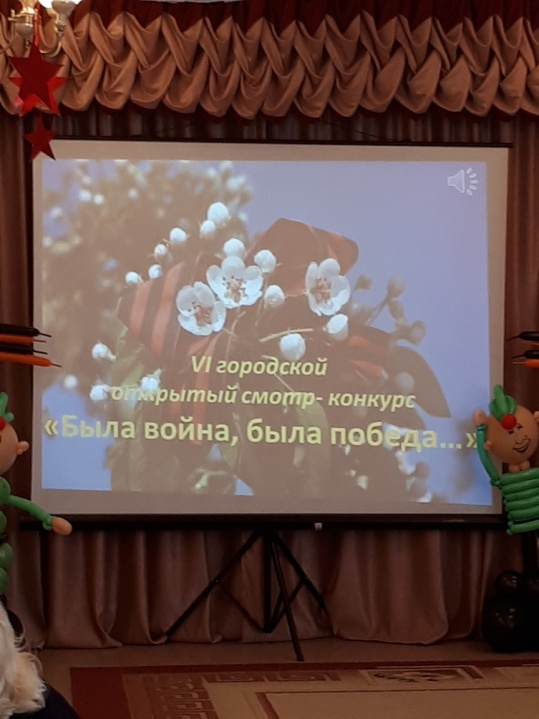 VI городской
открытый смотр- конкурс
«Была война, была победа...»